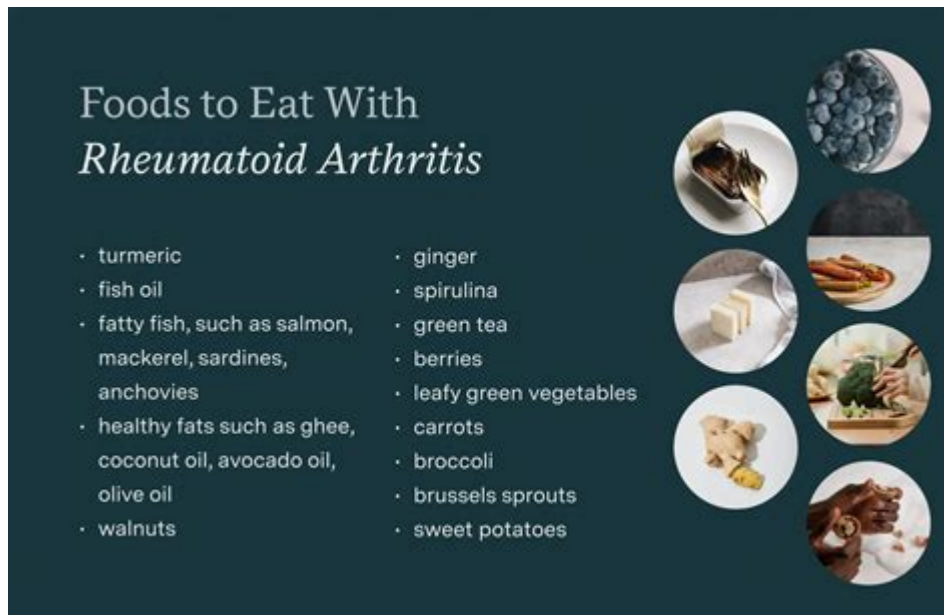 Foods to Eat With
Rheumatoid Arthritis
· turmeric
· fish oil
· fatty fish, such as salmon,
mackerel, sardines,
anchovies
· healthy fats such as ghee,
coconut oil, avocado oil,
olive oil
· walnuts
· ginger
· spirulina
· green tea
· berries
· leafy green vegetables
· carrots
· broccoli
· brussels sprouts
· sweet potatoes